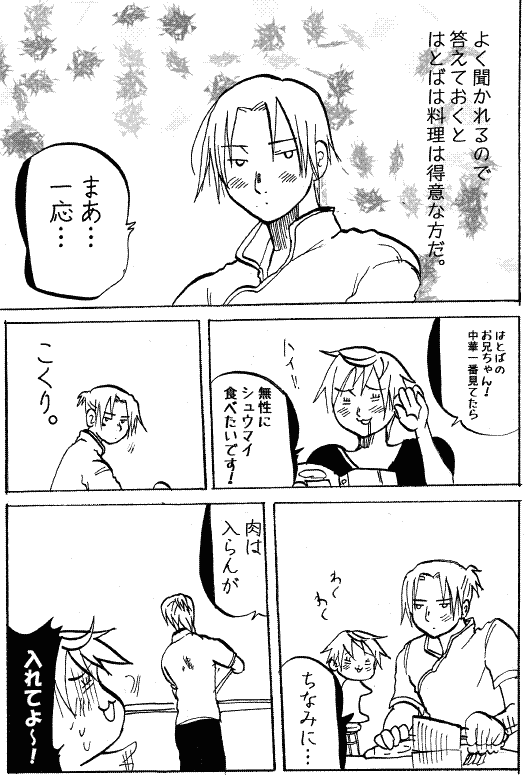 よく聞かれるので
答えておくと
はとばは料理は得意な方だ。
まあ…
一応…
はとばの
お兄ちゃん!
中華一番見てたら
ハイ!!
無性に
シュウマイ
食べたいです!
こくり。
わく
わく
ちなみに…
肉は
入らんが
入れてよ〜!